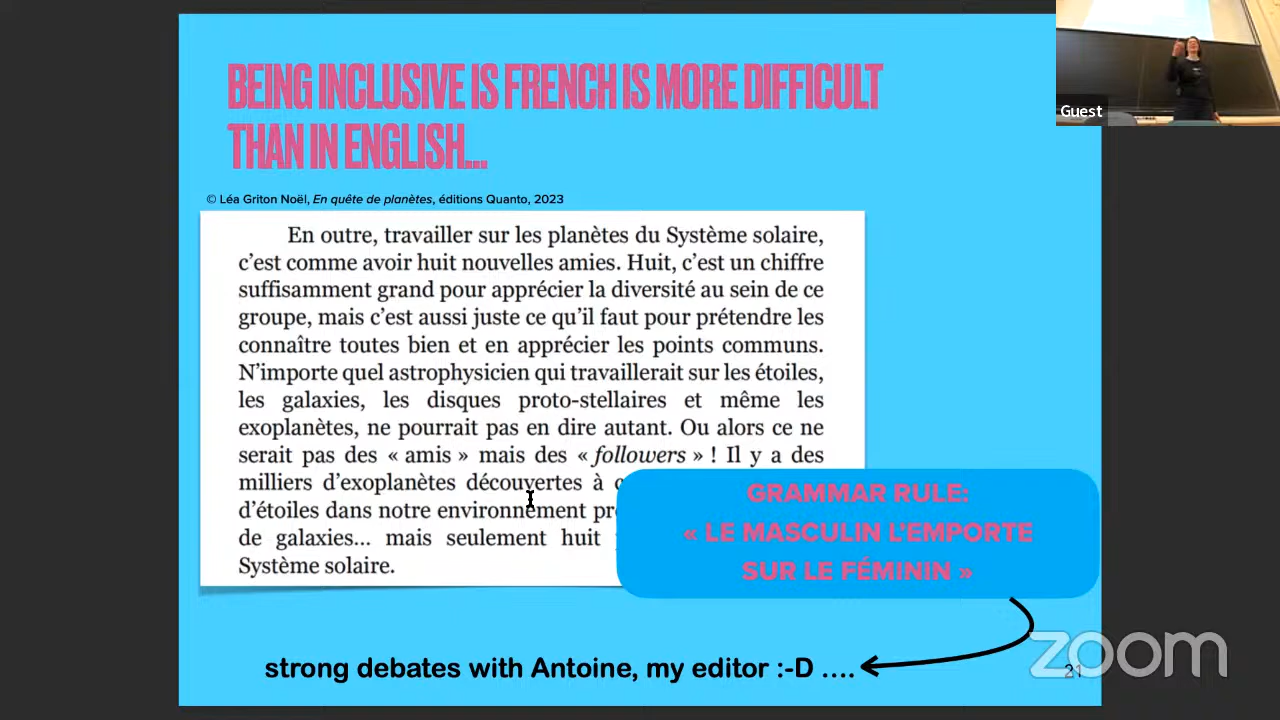 BEING INCLUSIVE IS FRENCH IS MORE DIFFICULT
THAN IN ENGLISH...
© Léa Griton Noël, En quête de planètes, éditions Quanto, 2023
En outre, travailler sur les planètes du Système solaire,
c’est comme avoir huit nouvelles amies. Huit, c’est un chiffre
suffisamment grand pour apprécier la diversité au sein de ce
groupe, mais c’est aussi juste ce qu’il faut pour prétendre les
connaître toutes bien et en apprécier les points communs.
N’importe quel astrophysicien qui travaillerait sur les étoiles,
les galaxies, les disques proto-stellaires et même les
exoplanètes, ne pourrait pas en dire autant. Ou alors ce ne
serait pas des « amis » mais des « followers » ! Il y a des
milliers d’exoplanètes découvertes à
d’étoiles dans notre environnement
de galaxies... mais seulement huit
Système solaire.
GRAMMAR RULE:
« LE MASCULIN L’EMPORTE
SUR LE FÉMININ »
strong debates with Antoine, my editor :-D ....
21
zoom
Guest